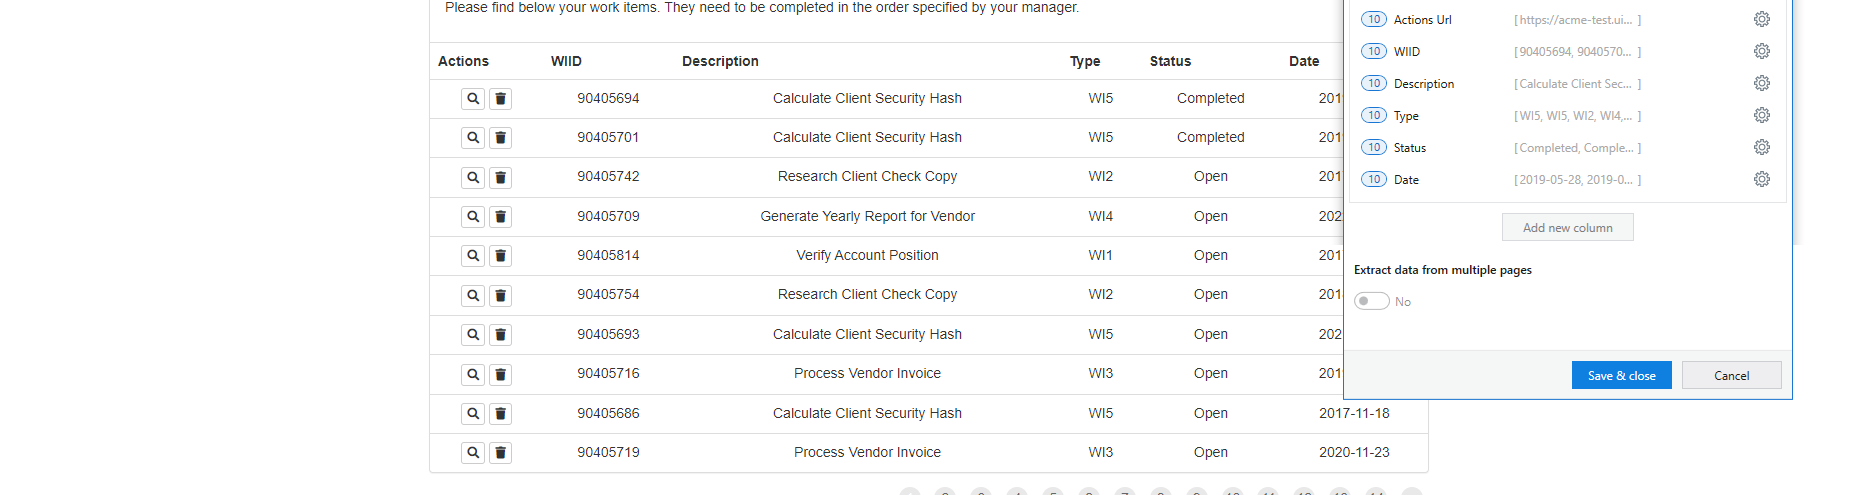 Please find below your work items. They need to be completed in the order specified by your manager.
Actions WIID Description Type Status Date
90405694 Calculate Client Security Hash WI5 Completed 201
90405701 Calculate Client Security Hash WI5 Completed 201
90405742 Research Client Check Copy WI2 Open 201
90405709 Generate Yearly Report for Vendor WI4 Open 202
90405814 Verify Account Position WI1 Open 201
90405754 Research Client Check Copy WI2 Open 201
90405693 Calculate Client Security Hash WI5 Open 202
90405716 Process Vendor Invoice WI3 Open 201
90405686 Calculate Client Security Hash WI5 Open 2017-11-18
90405719 Process Vendor Invoice WI3 Open 2020-11-23
10 Actions Url [https://acme-test.ui... ]
10 WIID [90405694, 9040570... ]
10 Description [Calculate Client Sec... ]
10 Type [WI5, WI5, WI2, WI4,... ]
10 Status [Completed, Comple... ]
10 Date [2019-05-28, 2019-0... ]
Add new column
Extract data from multiple pages
No
Save & close Cancel